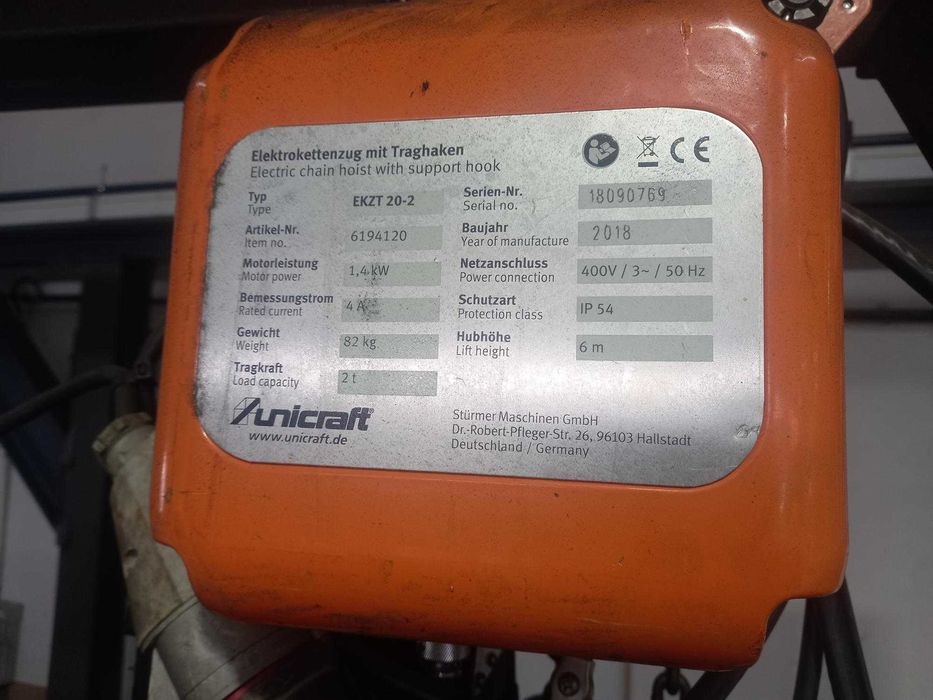 Elektrokettenzug mit Traghaken
Electric chain hoist with support hook
CE
Typ
Type
EKZT 20-2
Serien-Nr.
Serial no.
18090769
Artikel-Nr.
Item no.
6194120
Baujahr
Year of manufacture
2018
Motorleistung
Motor power
1,4 kW
Netzanschluss
Power connection
400V / 3~ / 50 Hz
Bemessungstrom
Rated current
4 A
Schutzart
Protection class
IP 54
Gewicht
Weight
82 kg
Hubhöhe
Lift height
6 m
Tragkraft
Load capacity
2 t
unicraft®
www.unicraft.de
Stürmer Maschinen GmbH
Dr.-Robert-Pfleger-Str. 26, 96103 Hallstadt
Deutschland / Germany